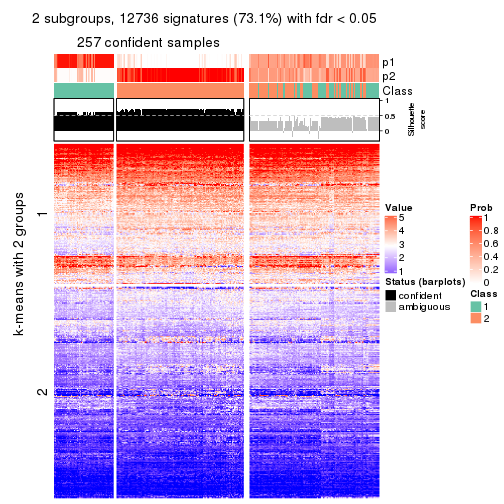 2 subgroups, 12736 signatures (73.1%) with fdr < 0.05
257 confident samples
p1
p2
Class
1
0.5
0
Silhouette
score
k-means with 2 groups
1
2
Value
5
4
3
2
1
Prob
1
0.8
0.6
0.4
0.2
0
Status (barplots)
confident
ambiguous
Class
1
2